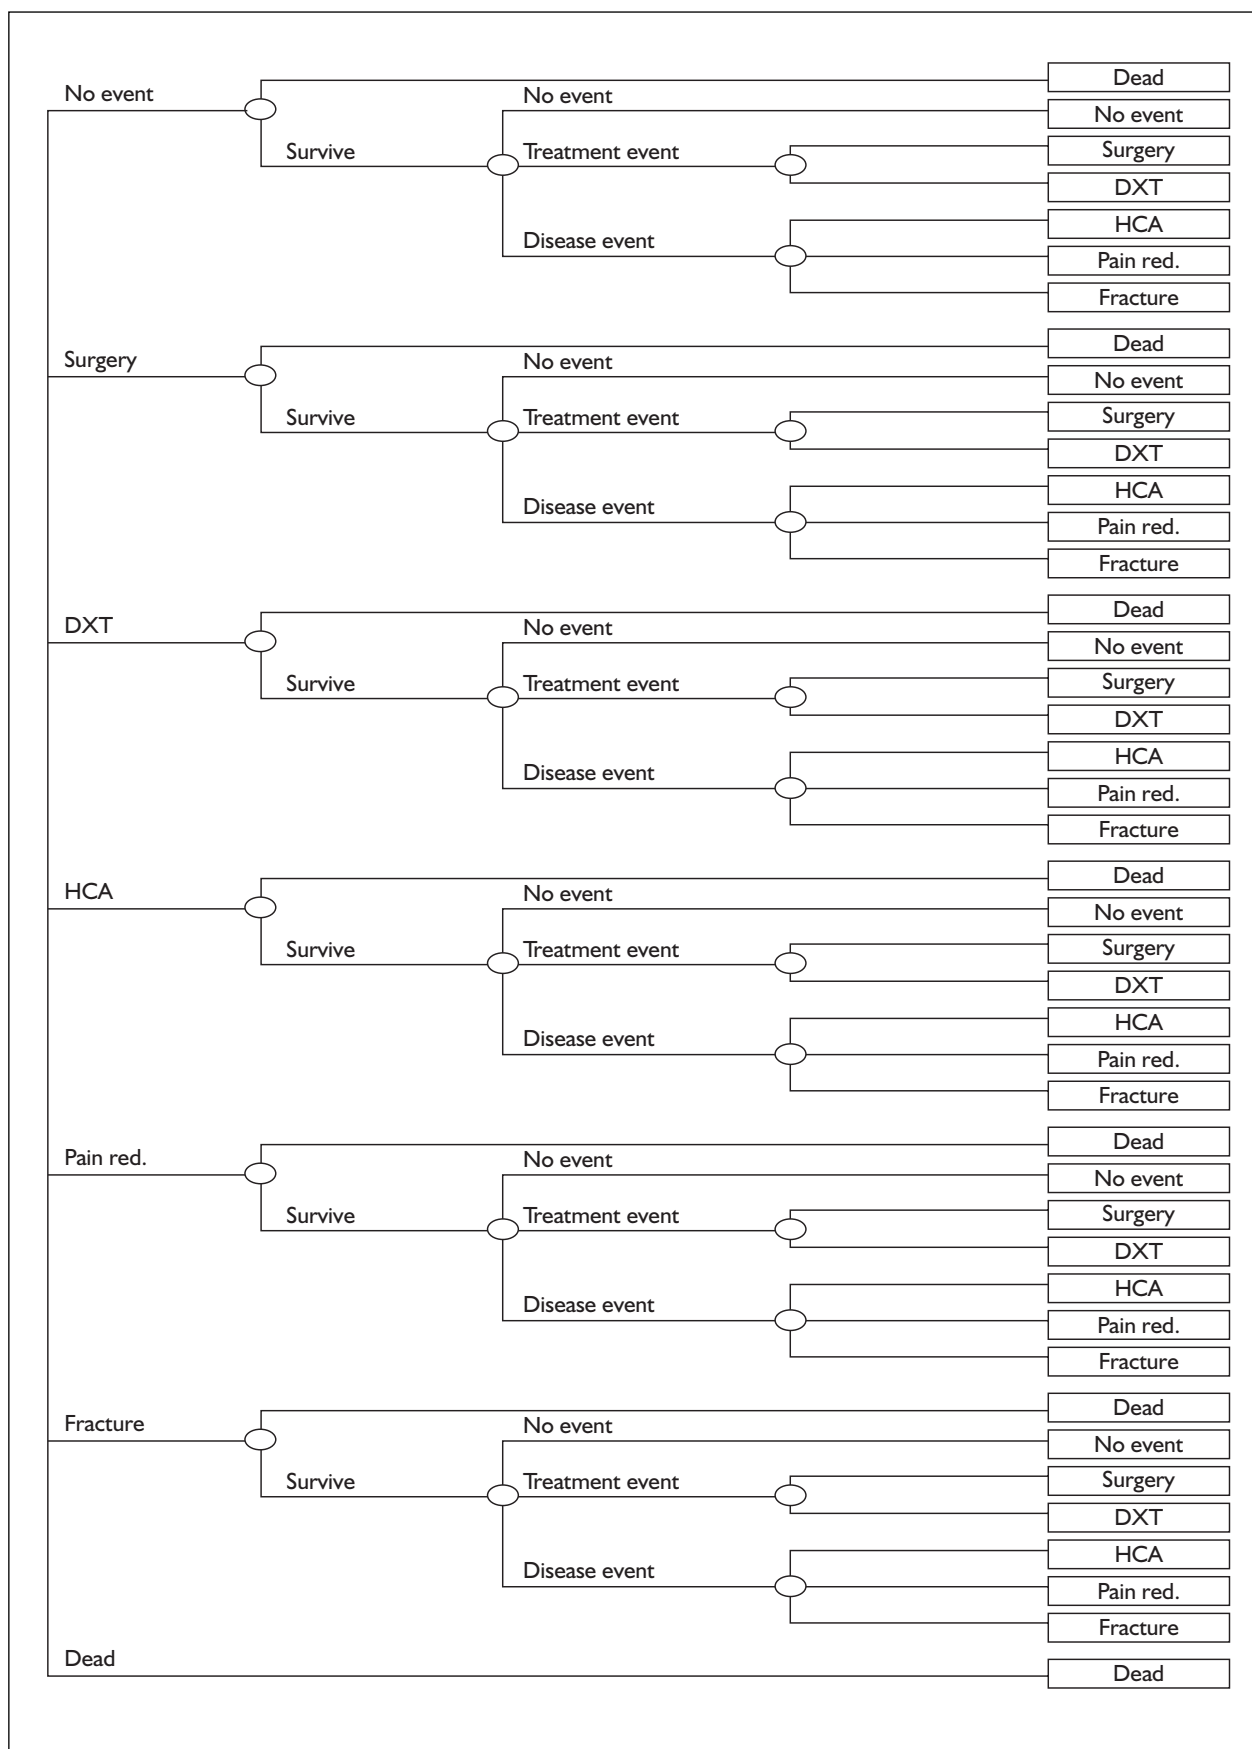 Dead
No event
No event
No event
Survive
Treatment event
Surgery
DXT
HCA
Disease event
Pain red.
Fracture
Dead
Surgery
No event
No event
Survive
Treatment event
Surgery
DXT
HCA
Disease event
Pain red.
Fracture
Dead
DXT
No event
No event
Survive
Treatment event
Surgery
DXT
HCA
Disease event
Pain red.
Fracture
Dead
HCA
No event
No event
Survive
Treatment event
Surgery
DXT
HCA
Disease event
Pain red.
Fracture
Dead
Pain red.
No event
No event
Survive
Treatment event
Surgery
DXT
HCA
Disease event
Pain red.
Fracture
Dead
Fracture
No event
No event
Survive
Treatment event
Surgery
DXT
HCA
Disease event
Pain red.
Fracture
Dead
Dead